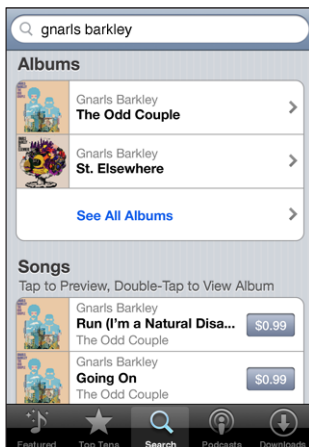 gnarls barkley
Albums
Gnarls Barkley
The Odd Couple
Gnarls Barkley
St. Elsewhere
See All Albums
Songs
Tap to Preview, Double-Tap to View Album
Gnarls Barkley
Run (I'm a Natural Disa...
$0.99
The Odd Couple
Gnarls Barkley
Going On
$0.99
The Odd Couple
Featured Top Tens Search Podcasts Downloads